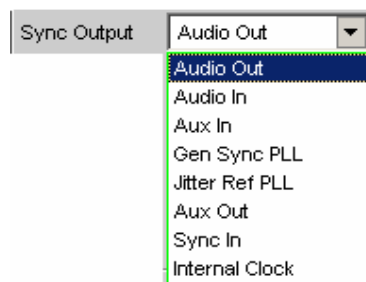 Sync Output Audio Out
Audio Out
Audio In
Aux In
Gen Sync PLL
Jitter Ref PLL
Aux Out
Sync In
Internal Clock